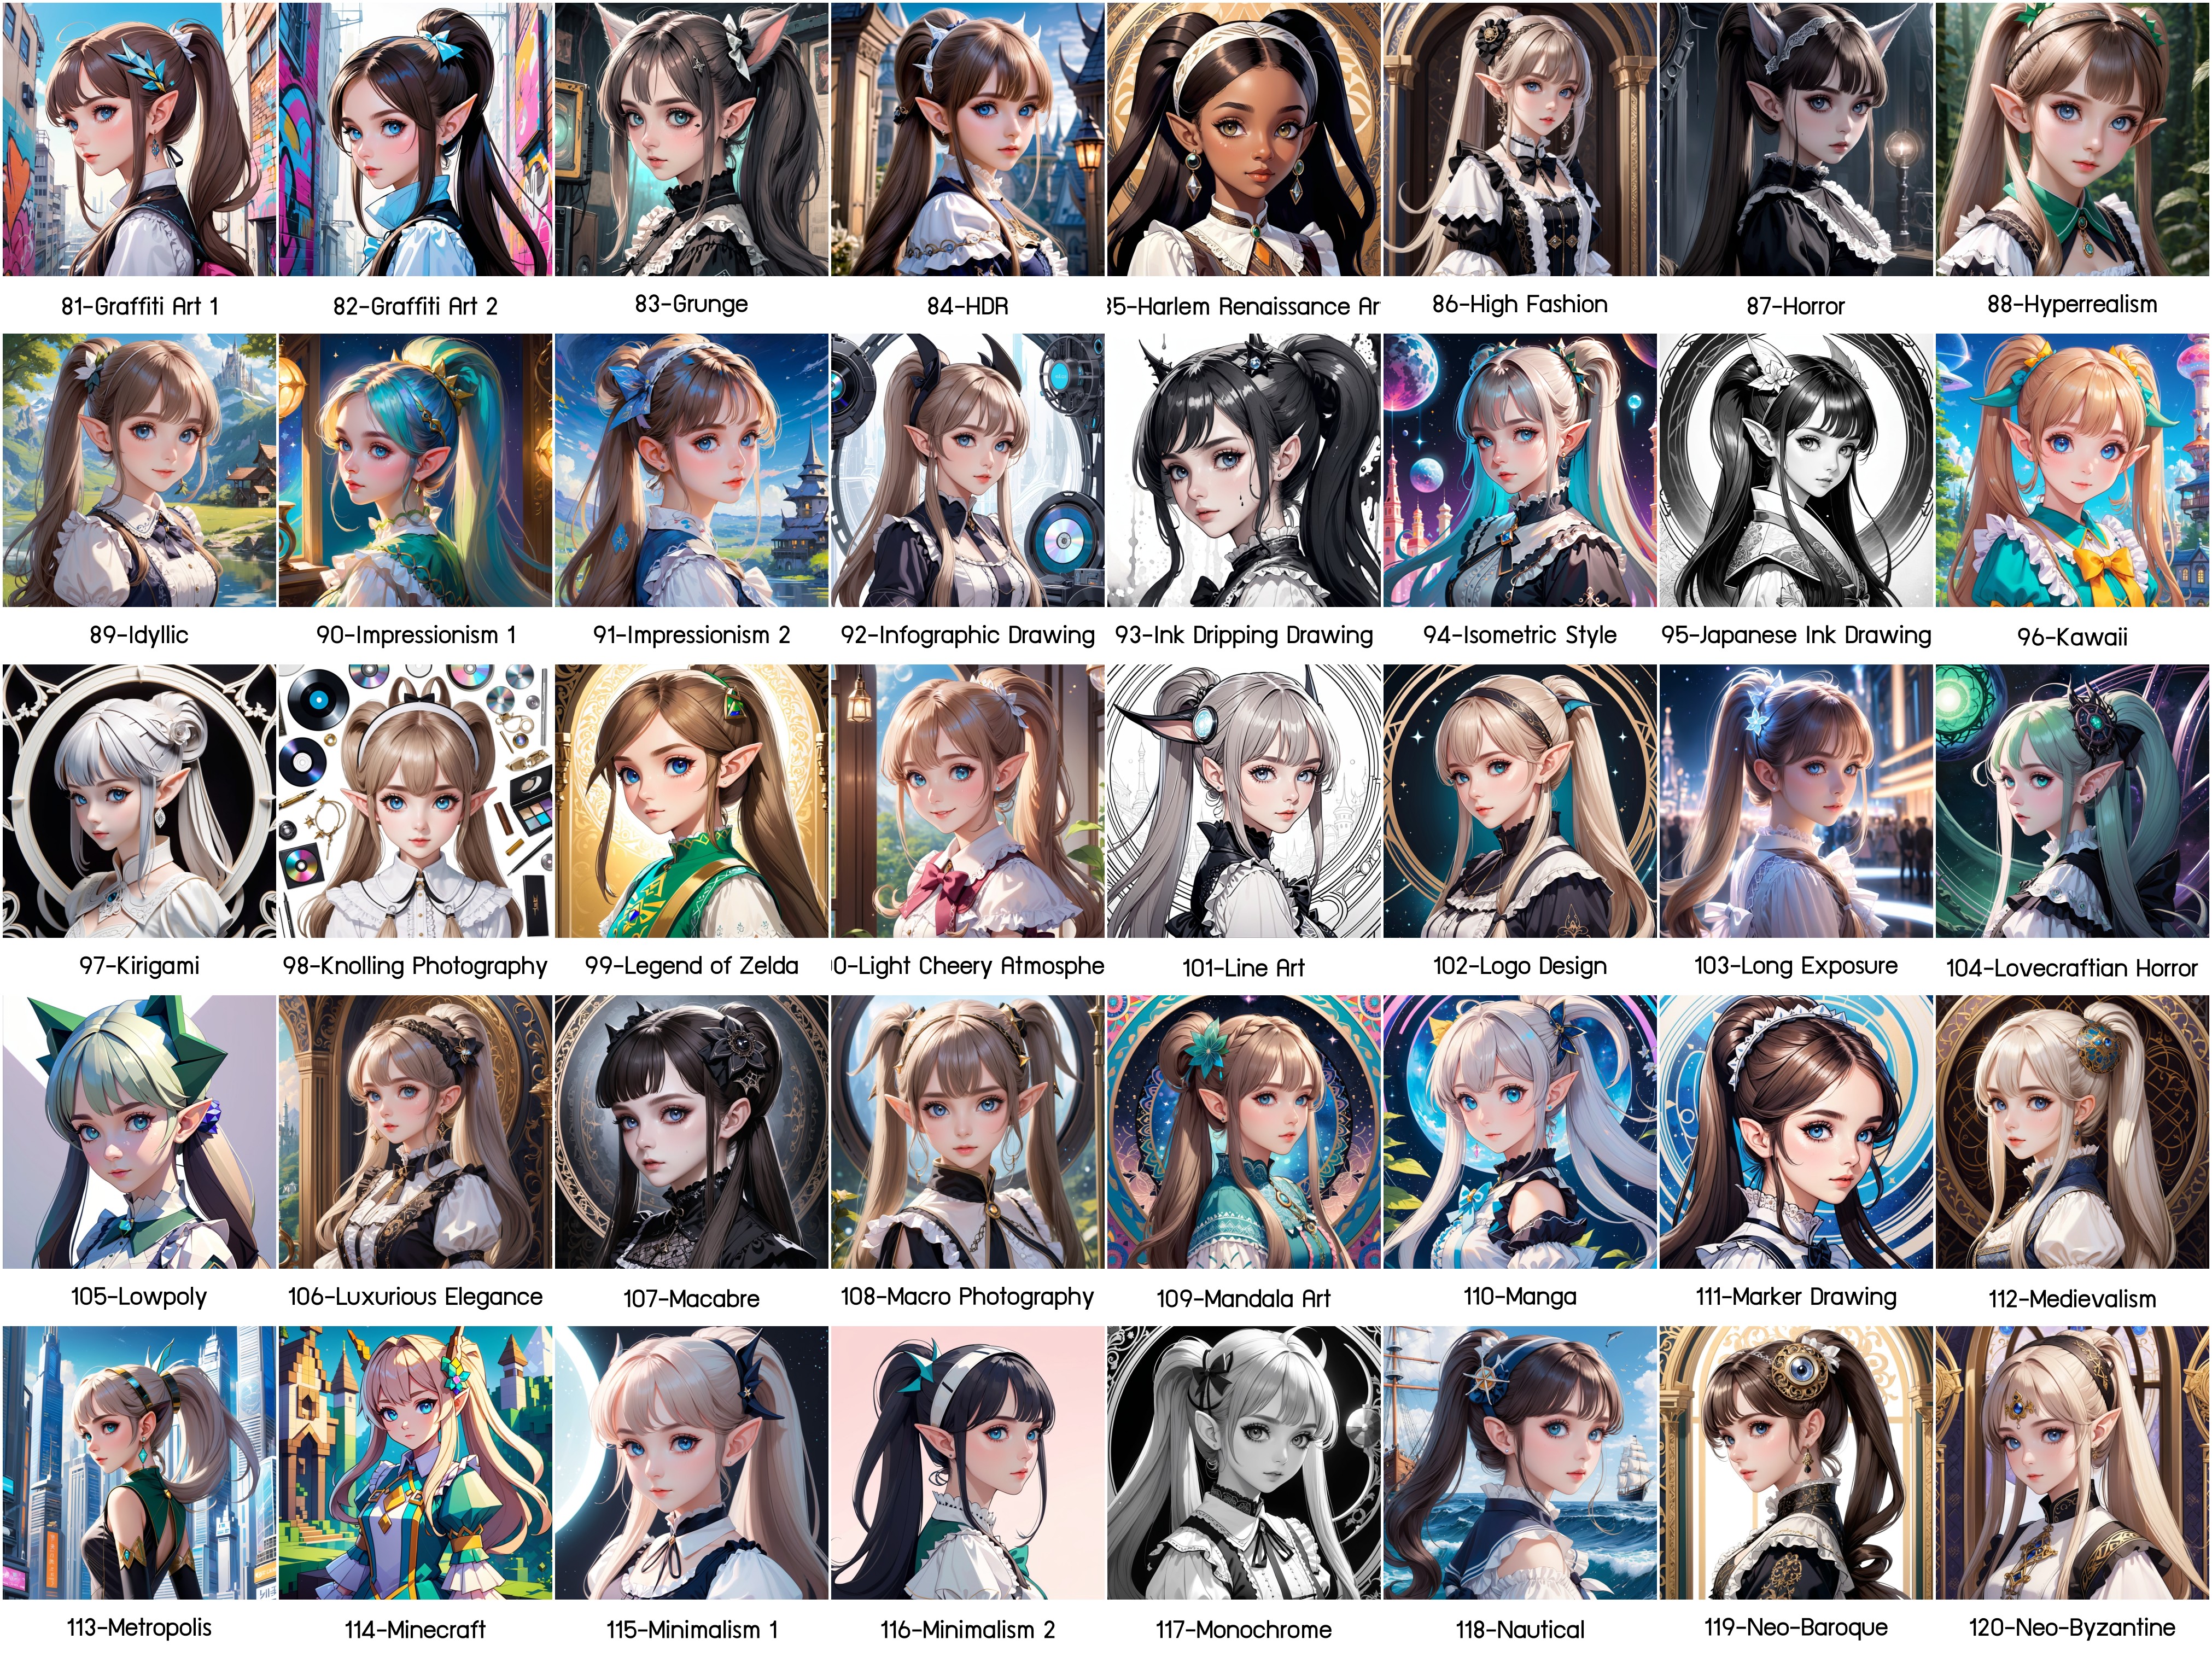 81-Graffiti Art 1
82-Graffiti Art 2
83-Grunge
84-HDR
35-Harlem Renaissance Ar
86-High Fashion
87-Horror
88-Hyperrealism
89-Idyllic
90-Impressionism 1
91-Impressionism 2
92-Infographic Drawing
93-Ink Dripping Drawing
94-Isometric Style
95-Japanese Ink Drawing
96-Kawaii
97-Kirigami
98-Knolling Photography
99-Legend of Zelda
00-Light Cheery Atmosphe
101-Line Art
102-Logo Design
103-Long Exposure
104-Lovecraftian Horror
105-Lowpoly
106-Luxurious Elegance
107-Macabre
108-Macro Photography
109-Mandala Art
110-Manga
111-Marker Drawing
112-Medievalism
113-Metropolis
114-Minecraft
115-Minimalism 1
116-Minimalism 2
117-Monochrome
118-Nautical
119-Neo-Baroque
120-Neo-Byzantine